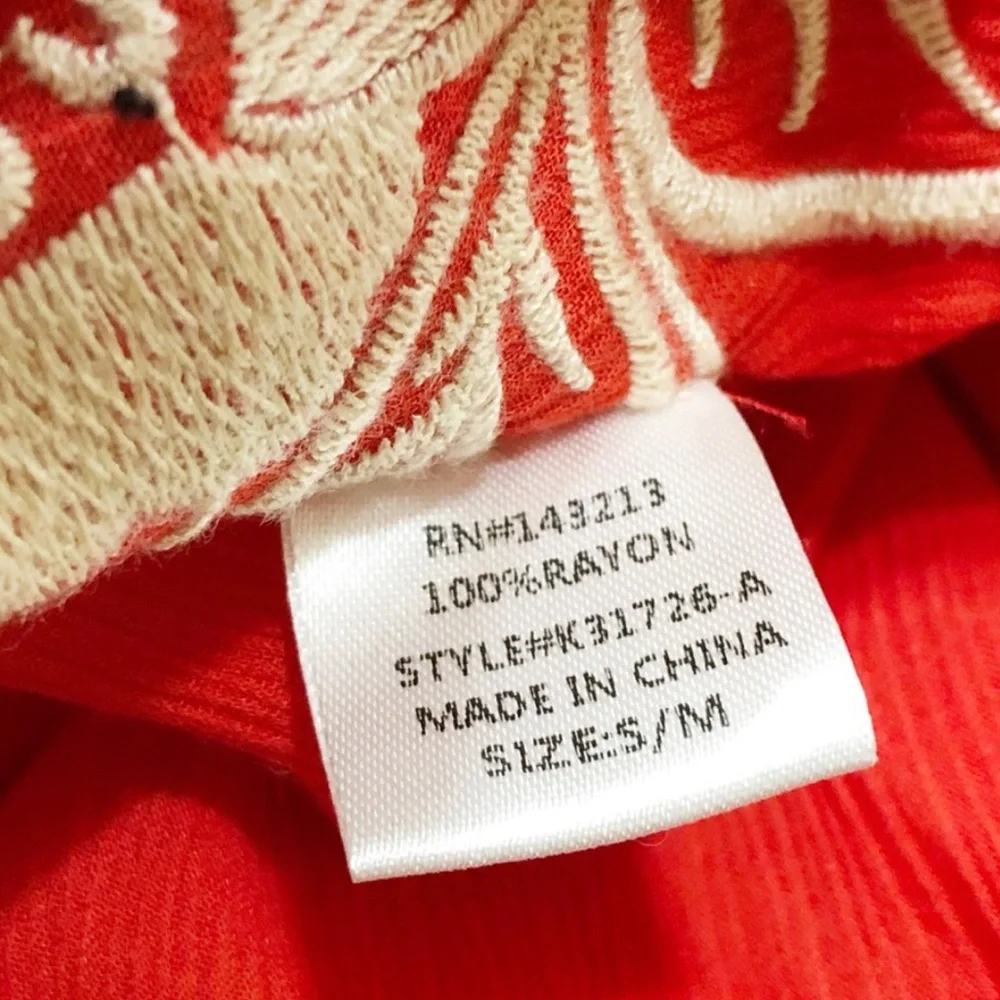 RN#143213
100%RAYON
STYLE#K31726-A
MADE IN CHINA
SIZE:S/M